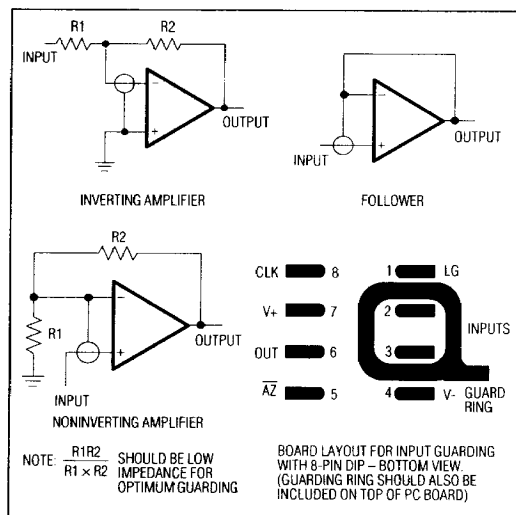 R1
R2
INPUT
−
+
OUTPUT
INVERTING AMPLIFIER
−
+
INPUT
OUTPUT
FOLLOWER
R2
R1
−
+
INPUT
OUTPUT
NONINVERTING AMPLIFIER
NOTE: R1R2
R1 × R2
SHOULD BE LOW
IMPEDANCE FOR
OPTIMUM GUARDING
CLK 8 1 LG
V+ 7 2
INPUTS
OUT 6 3
AZ 5 4 V- GUARD
RING
BOARD LAYOUT FOR INPUT GUARDING
WITH 8-PIN DIP – BOTTOM VIEW.
(GUARDING RING SHOULD ALSO BE
INCLUDED ON TOP OF PC BOARD)